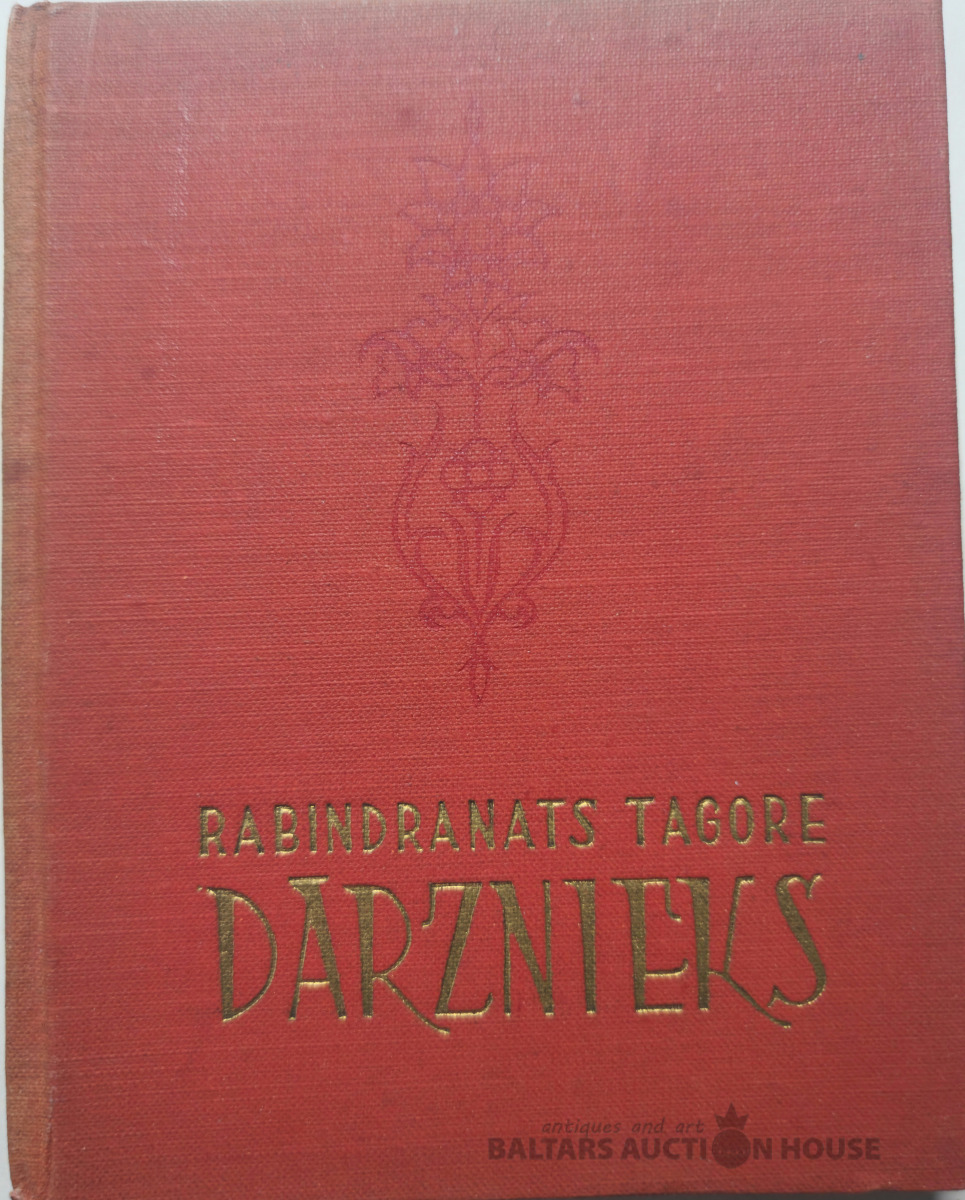 RABINDRANATS TAGORE
DĀRZNIEKS
antiques and art
BALTARS AUCTION HOUSE